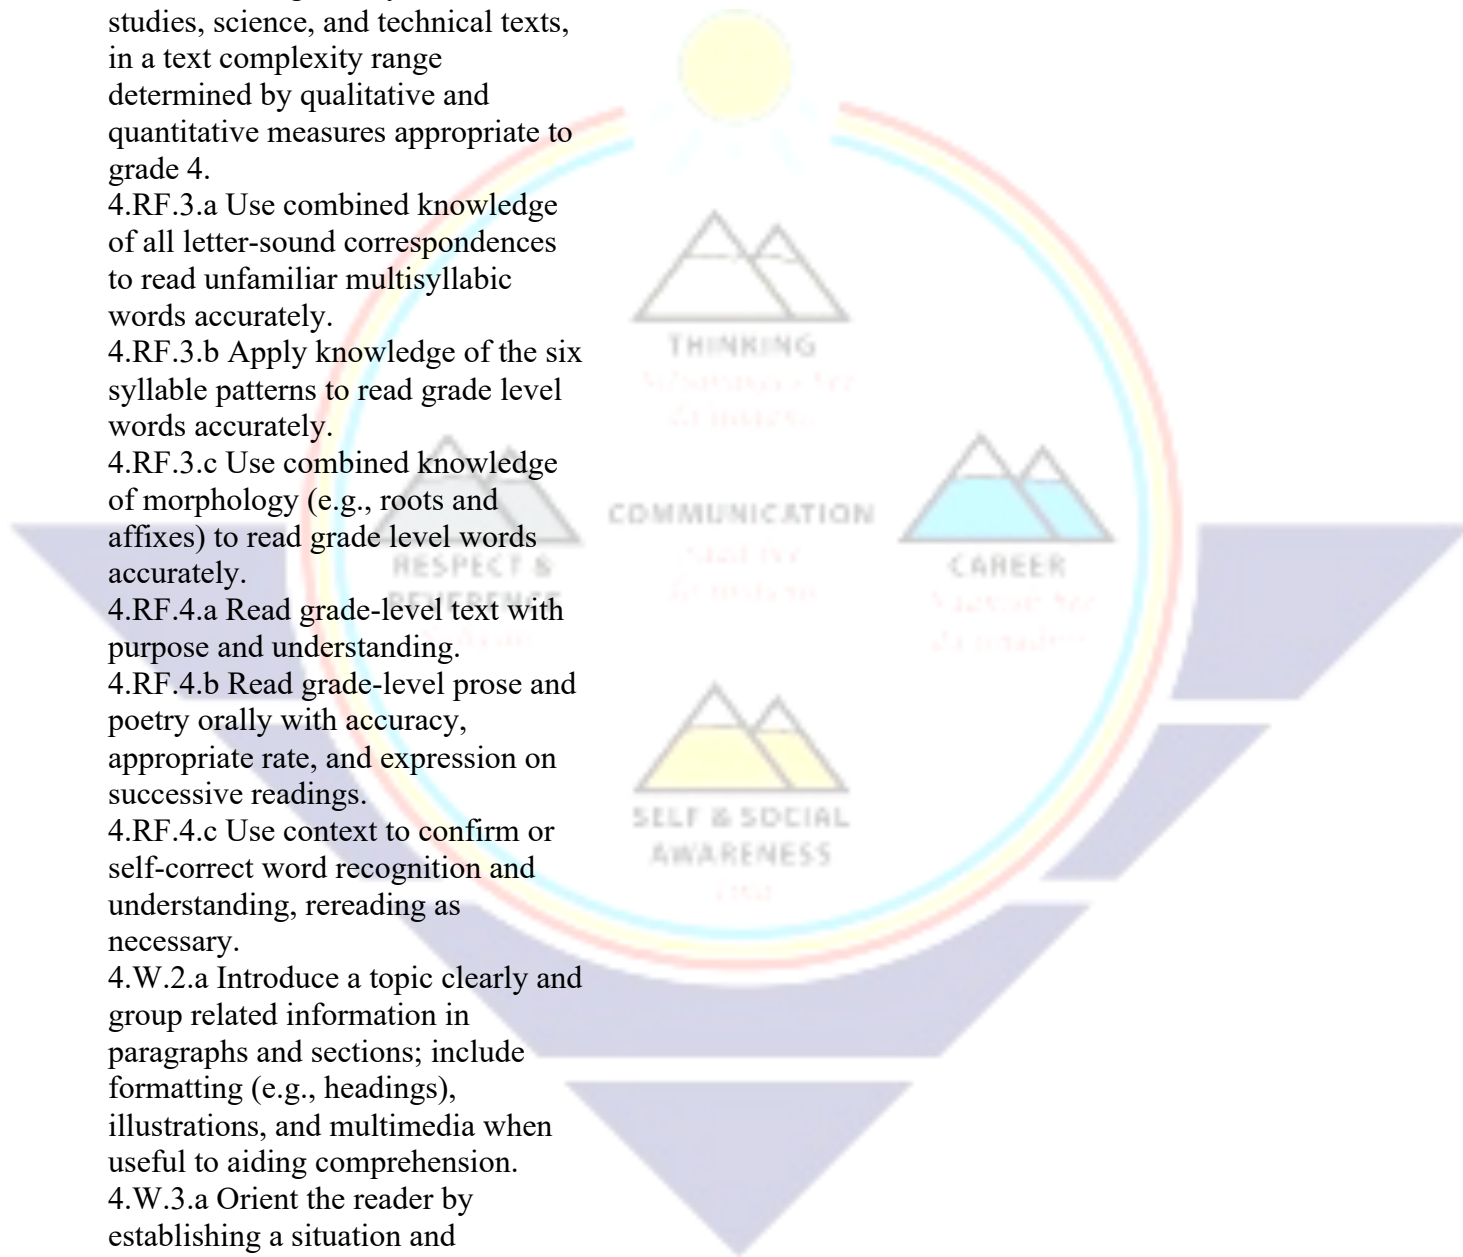 studies, science, and technical texts,
in a text complexity range
determined by qualitative and
quantitative measures appropriate to
grade 4.
4.RF.3.a Use combined knowledge
of all letter-sound correspondences
to read unfamiliar multisyllabic
words accurately.
4.RF.3.b Apply knowledge of the six
syllable patterns to read grade level
words accurately.
4.RF.3.c Use combined knowledge
of morphology (e.g., roots and
affixes) to read grade level words
accurately.
4.RF.4.a Read grade-level text with
purpose and understanding.
4.RF.4.b Read grade-level prose and
poetry orally with accuracy,
appropriate rate, and expression on
successive readings.
4.RF.4.c Use context to confirm or
self-correct word recognition and
understanding, rereading as
necessary.
4.W.2.a Introduce a topic clearly and
group related information in
paragraphs and sections; include
formatting (e.g., headings),
illustrations, and multimedia when
useful to aiding comprehension.
4.W.3.a Orient the reader by
establishing a situation and
THINKING
COMMUNICATION
RESPECT &
REVERENCE
CAREER
SELF & SOCIAL
AWARENESS